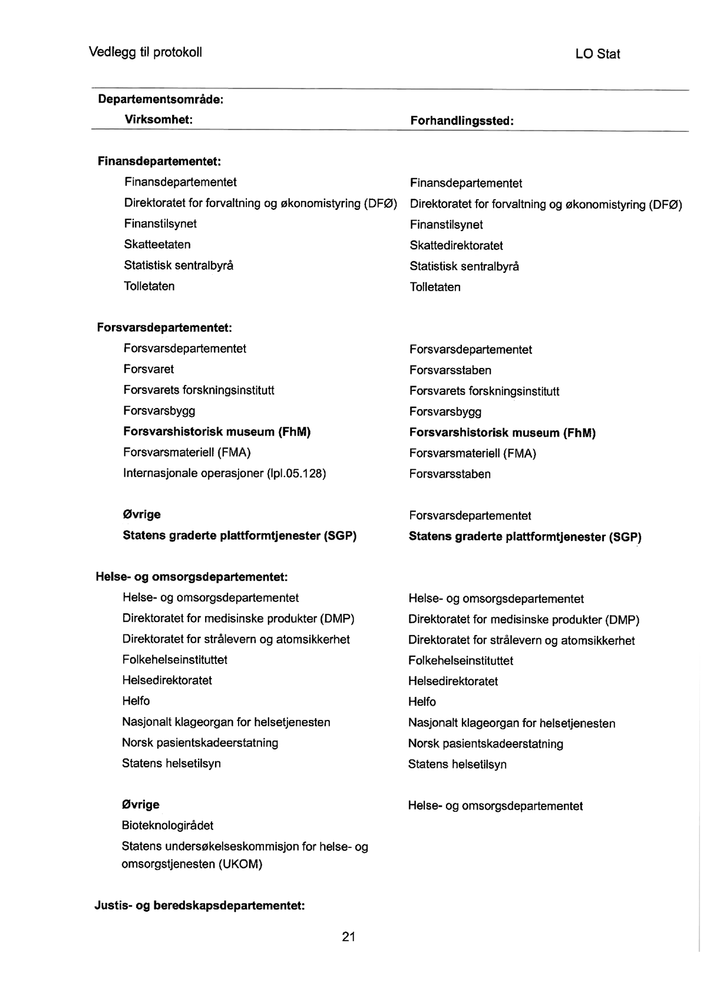 Vedlegg til protokoll LO Stat
Departementsområde:
Virksomhet: Forhandlingssted:
Finansdepartementet:
Finansdepartementet Finansdepartementet
Direktoratet for forvaltning og økonomistyring (DFØ) Direktoratet for forvaltning og økonomistyring (DFØ)
Finanstilsynet Finanstilsynet
Skatteetaten Skattedirektoratet
Statistisk sentralbyrå Statistisk sentralbyrå
Tolletaten Tolletaten
Forsvarsdepartementet:
Forsvarsdepartementet Forsvarsdepartementet
Forsvaret Forsvarsstaben
Forsvarets forskningsinstitutt Forsvarets forskningsinstitutt
Forsvarsbygg Forsvarsbygg
Forsvarshistorisk museum (FhM) Forsvarshistorisk museum (FhM)
Forsvarsmateriell (FMA) Forsvarsmateriell (FMA)
Internasjonale operasjoner (lpl.05.128) Forsvarsstaben
Øvrige Forsvarsdepartementet
Statens graderte plattformtjenester (SGP) Statens graderte plattformtjenester (SGP)
Helse- og omsorgsdepartementet:
Helse- og omsorgsdepartementet Helse- og omsorgsdepartementet
Direktoratet for medisinske produkter (DMP) Direktoratet for medisinske produkter (DMP)
Direktoratet for strålevern og atomsikkerhet Direktoratet for strålevern og atomsikkerhet
Folkehelseinstituttet Folkehelseinstituttet
Helsedirektoratet Helsedirektoratet
Helfo Helfo
Nasjonalt klageorgan for helsetjenesten Nasjonalt klageorgan for helsetjenesten
Norsk pasientskadeerstatning Norsk pasientskadeerstatning
Statens helsetilsyn Statens helsetilsyn
Øvrige Helse- og omsorgsdepartementet
Bioteknologirådet
Statens undersøkelseskommisjon for helse- og
omsorgstjenesten (UKOM)
Justis- og beredskapsdepartementet:
21